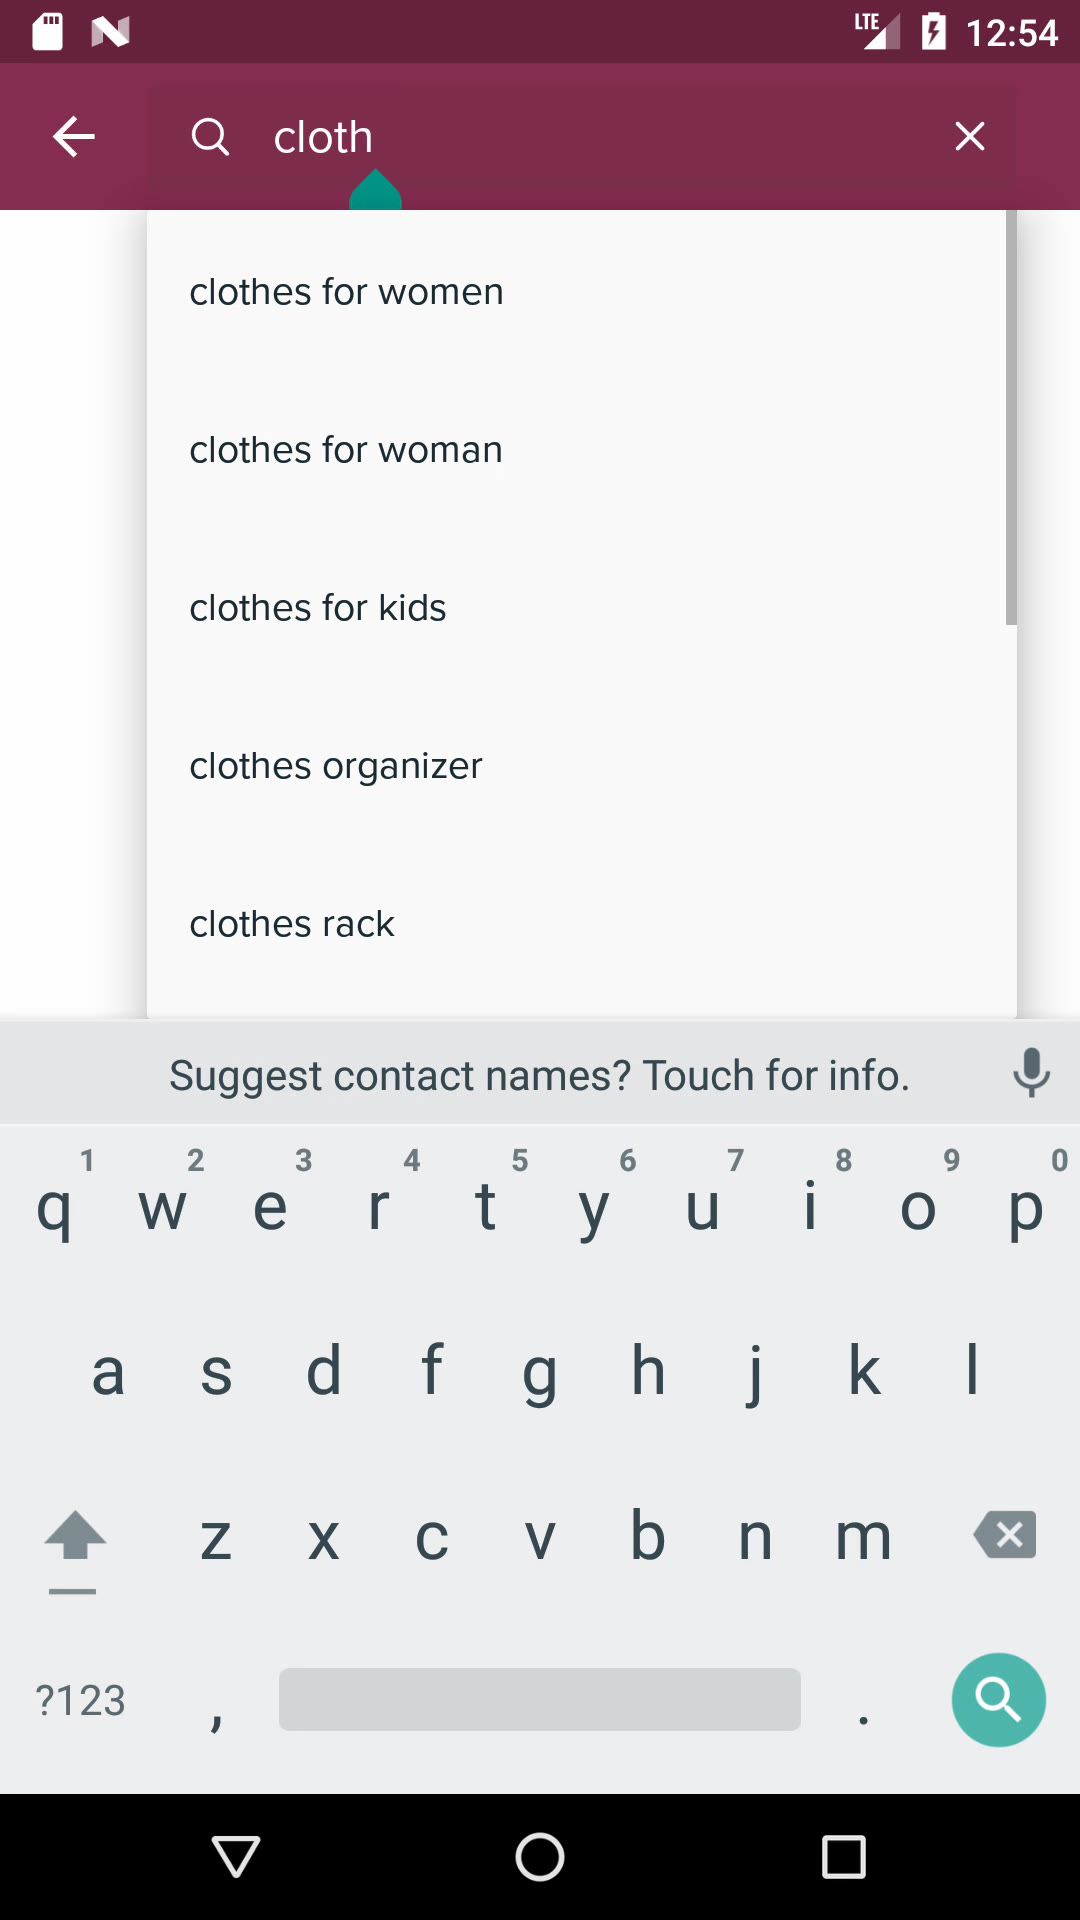 LTE 12:54
cloth
clothes for women
clothes for woman
clothes for kids
clothes organizer
clothes rack
Suggest contact names? Touch for info.
1 2 3 4 5 6 7 8 9 0
q w e r t y u i o p
a s d f g h j k l
z x c v b n m
?123 , .